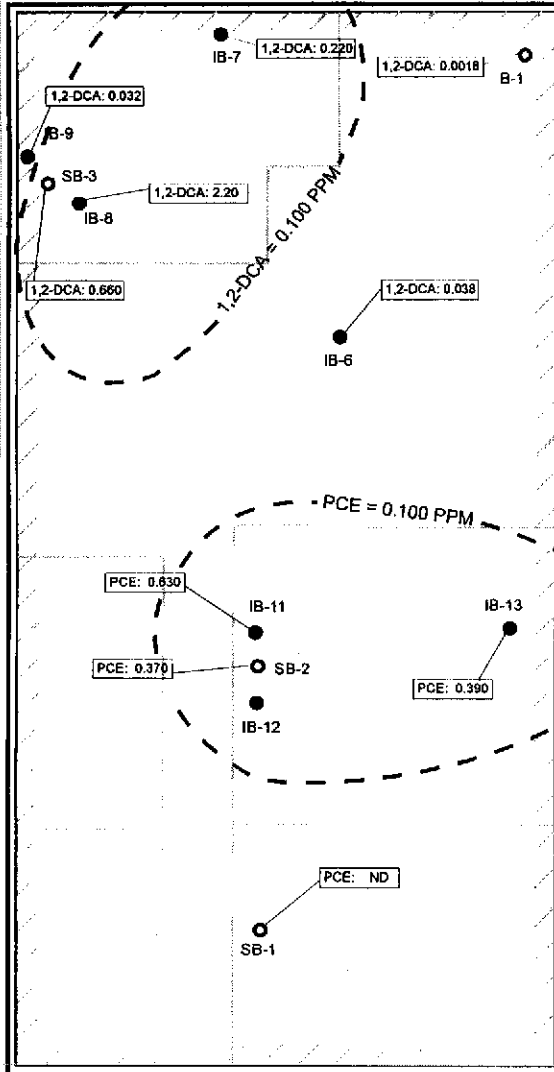 1,2-DCA: 0.220
IB-7
1,2-DCA: 0.0018
B-1
1,2-DCA: 0.032
IB-9
SB-3
1,2-DCA: 2.20
IB-8
1,2-DCA = 0.100 PPM
1,2-DCA: 0.660
1,2-DCA: 0.038
IB-6
PCE = 0.100 PPM
PCE: 0.630
IB-11
IB-13
PCE: 0.370
SB-2
PCE: 0.390
IB-12
PCE: ND
SB-1